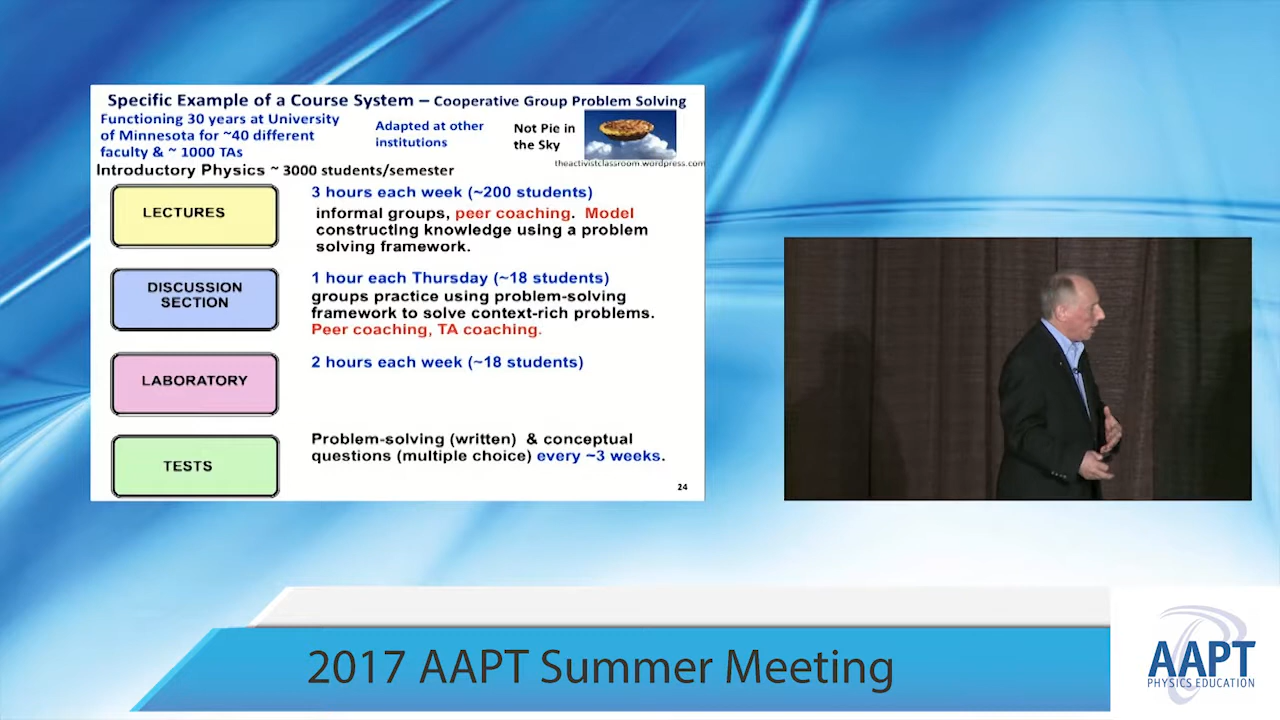 Specific Example of a Course System – Cooperative Group Problem Solving
Functioning 30 years at University
of Minnesota for ~40 different
faculty & ~ 1000 TAs
Adapted at other
institutions
Not Pie in
the Sky
theactivistclassroom.wordpress.com
Introductory Physics ~ 3000 students/semester
LECTURES
3 hours each week (~200 students)
informal groups, peer coaching. Model
constructing knowledge using a problem
solving framework.
DISCUSSION
SECTION
1 hour each Thursday (~18 students)
groups practice using problem-solving
framework to solve context-rich problems.
Peer coaching, TA coaching.
LABORATORY
2 hours each week (~18 students)
TESTS
Problem-solving (written) & conceptual
questions (multiple choice) every ~3 weeks.
24
2017 AAPT Summer Meeting
AAPT
PHYSICS EDUCATION